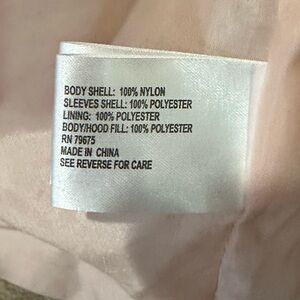 BODY SHELL: 100% NYLON
SLEEVES SHELL: 100% POLYESTER
LINING: 100% POLYESTER
BODY/HOOD FILL: 100% POLYESTER
RN 79675
MADE IN CHINA
SEE REVERSE FOR CARE